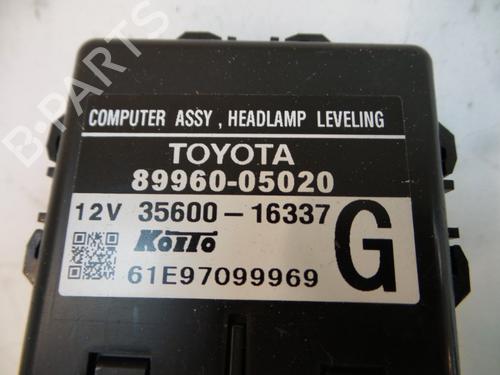 COMPUTER ASSY , HEADLAMP LEVELING
TOYOTA
89960-05020
12V 35600-16337
G
KOITO
61E97099969
B-PARTS